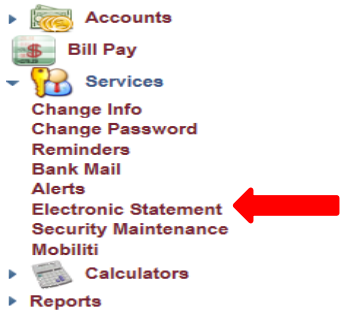 Accounts
Bill Pay
Services
Change Info
Change Password
Reminders
Bank Mail
Alerts
Electronic Statement
Security Maintenance
Mobiliti
Calculators
Reports